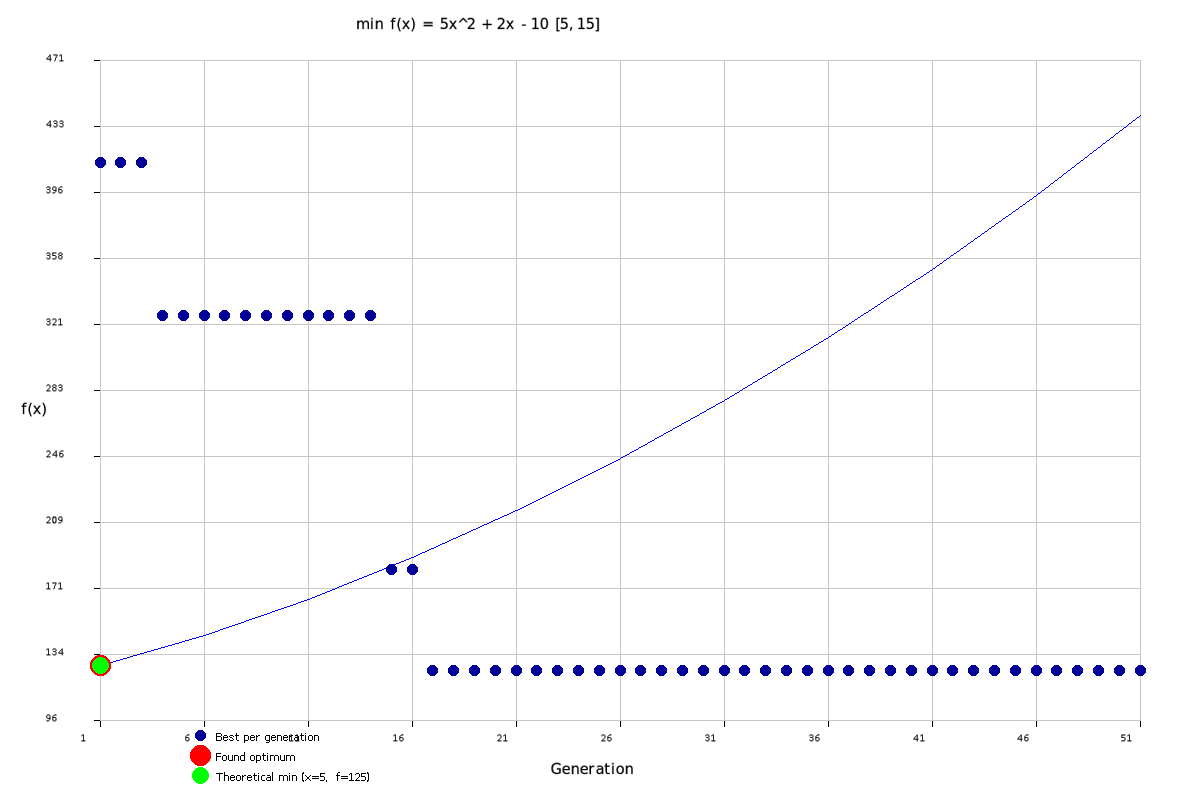 min f(x) = 5x^2 + 2x - 10 [5, 15]
471
433
396
358
321
283
f(x)
246
209
171
134
96
1 6 11 16 21 26 31 36 41 46 51
Best per generation
Found optimum
Generation
Theoretical min (x=5, f=125)